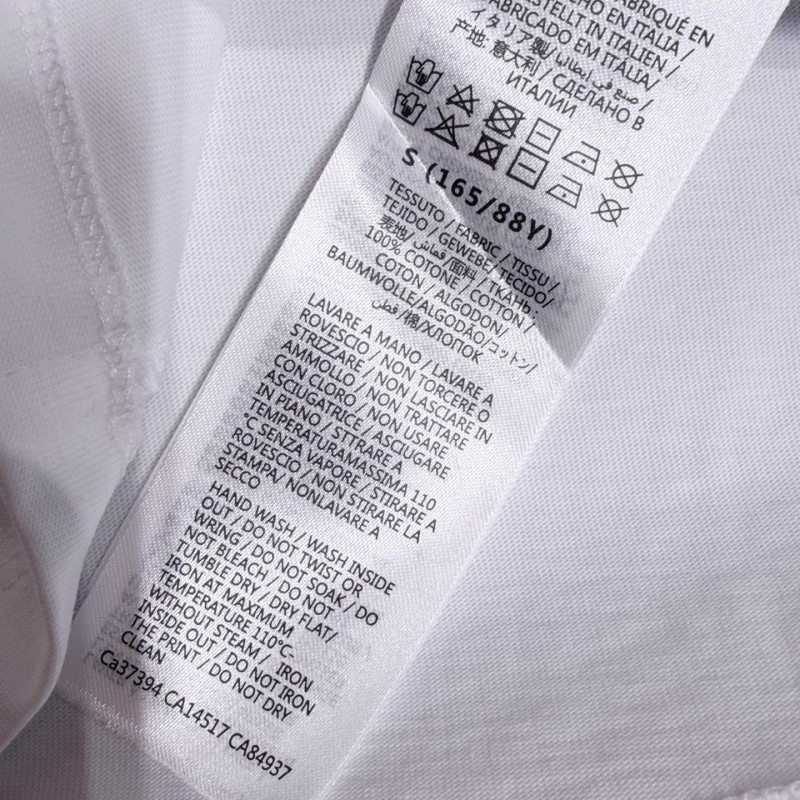 FABRIQUÉ EN
HO EN ITALIA /
STELLT IN ITALIEN /
FABRICADO EM ITALIA/
イタリア製/ صنع في إيطاليا /
产地: 意大利 / СДЕЛАНО В
ИТАЛИИ
S (165/88Y)
TESSUTO / FABRIC / TISSU /
TEJIDO / GEWEBE / TECIDO/
表地/ قماش / 面料 / ТКАНЬ :
100% COTONE / COTTON /
COTON / ALGODON/
BAUMWOLLE/ALGODÃO/コットン/
قطن /棉/ХЛОПОК
LAVARE A MANO / LAVARE A
ROVESCIO / NON TORCERE O
STRIZZARE / NON LASCIARE IN
AMMOLLO / NON TRATTARE
CON CLORO / NON USARE
ASCIUGATRICE / ASCIUGARE
IN PIANO / STTRARE A
TEMPERATURAMASSIMA 110
°C SENZA VAPORE / STIRARE A
ROVESCIO / NON STIRARE LA
STAMPA/ NONLAVARE A
SECCO
HAND WASH / WASH INSIDE
OUT / DO NOT TWIST OR
WRING / DO NOT SOAK / DO
NOT BLEACH / DO NOT
TUMBLE DRY / DRY FLAT/
IRON AT MAXIMUM
TEMPERATURE 110°C-
WITHOUT STEAM / IRON
INSIDE OUT / DO NOT IRON
THE PRINT / DO NOT DRY
CLEAN
Ca37394 CA14517 CA84937